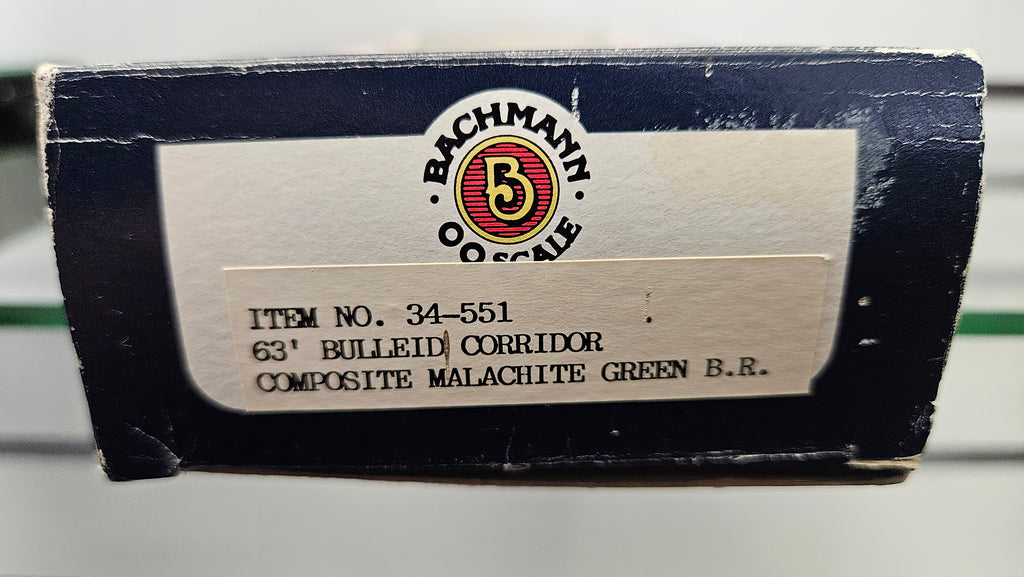 BACHMANN
B
OO SCALE
ITEM NO. 34-551
63' BULLEID CORRIDOR
COMPOSITE MALACHITE GREEN B.R.